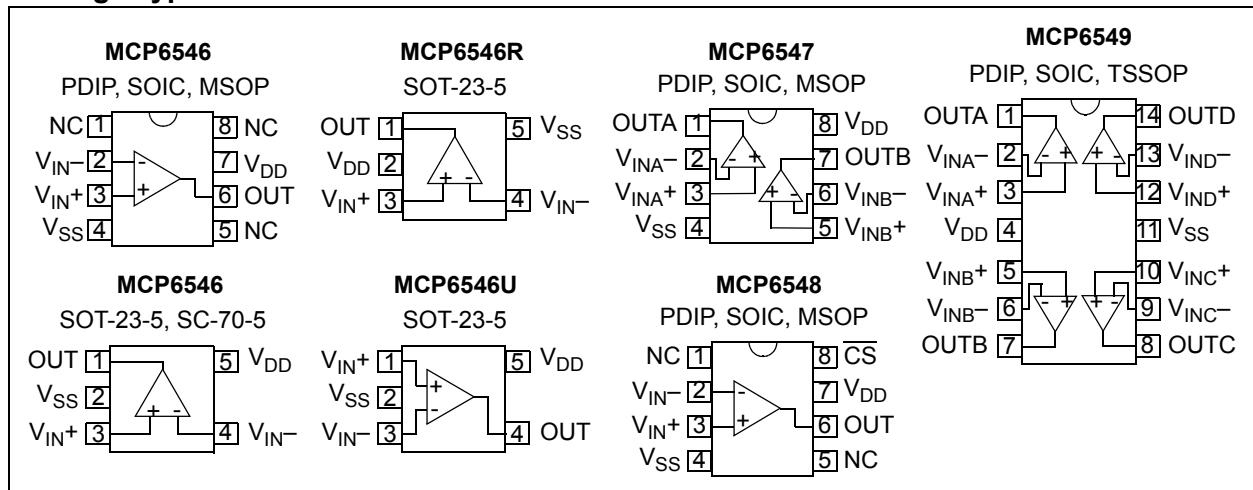 MCP6546
PDIP, SOIC, MSOP
NC 1 8 NC
VIN– 2 - 7 VDD
VIN+ 3 + 6 OUT
VSS 4 5 NC
MCP6546R
SOT-23-5
OUT 1 5 VSS
VDD 2
VIN+ 3 + - 4 VIN–
MCP6547
PDIP, SOIC, MSOP
OUTA 1 8 VDD
VINA– 2 - + 7 OUTB
VINA+ 3 + - 6 VINB–
VSS 4 5 VINB+
MCP6549
PDIP, SOIC, TSSOP
OUTA 1 14 OUTD
VINA– 2 - + + - 13 VIND–
VINA+ 3 12 VIND+
VDD 4 11 VSS
VINB+ 5 10 VINC+
VINB– 6 - + + - 9 VINC–
OUTB 7 8 OUTC
MCP6546
SOT-23-5, SC-70-5
OUT 1 5 VDD
VSS 2
VIN+ 3 + - 4 VIN–
MCP6546U
SOT-23-5
VIN+ 1 + 5 VDD
VSS 2
VIN– 3 - 4 OUT
MCP6548
PDIP, SOIC, MSOP
NC 1 8 C̅S̅
VIN– 2 - 7 VDD
VIN+ 3 + 6 OUT
VSS 4 5 NC